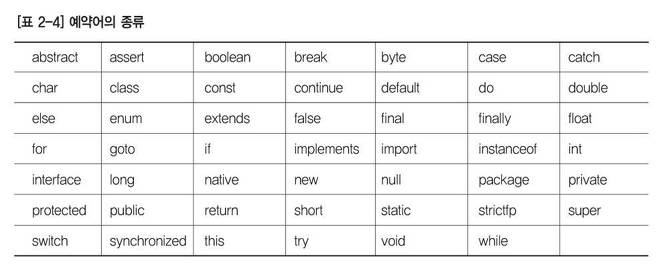 [표 2-4] 예약어의 종류
abstract assert boolean break byte case catch
char class const continue default do double
else enum extends false final finally float
for goto if implements import instanceof int
interface long native new null package private
protected public return short static strictfp super
switch synchronized this try void while